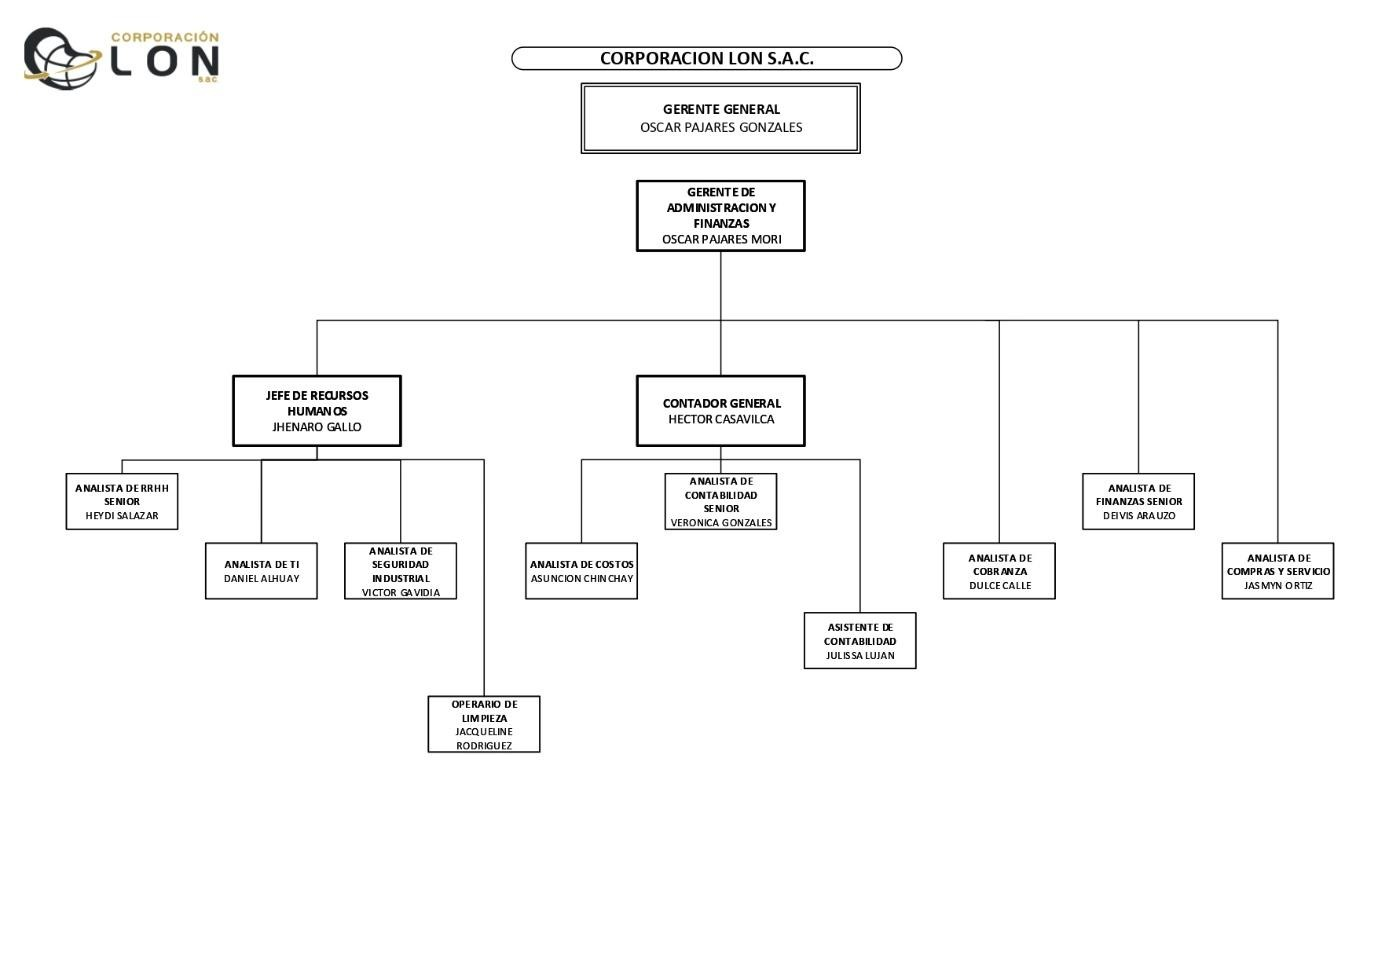 CORPORACIÓN
LON
s.a.c
CORPORACION LON S.A.C.
GERENTE GENERAL
OSCAR PAJARES GONZALES
GERENTE DE
ADMINISTRACION Y
FINANZAS
OSCAR PAJARES MORI
JEFE DE RECURSOS
HUMANOS
JHENARO GALLO
CONTADOR GENERAL
HECTOR CASAVILCA
ANALISTA DE RRHH
SENIOR
HEYDI SALAZAR
ANALISTA DE TI
DANIEL ALHUAY
ANALISTA DE
SEGURIDAD
INDUSTRIAL
VICTOR GAVIDIA
OPERARIO DE
LIMPIEZA
JACQUELINE
RODRIGUEZ
ANALISTA DE COSTOS
ASUNCION CHINCHAY
ANALISTA DE
CONTABILIDAD
SENIOR
VERONICA GONZALES
ASISTENTE DE
CONTABILIDAD
JULISSA LUJAN
ANALISTA DE
COBRANZA
DULCE CALLE
ANALISTA DE
FINANZAS SENIOR
DEIVIS ARAUZO
ANALISTA DE
COMPRAS Y SERVICIO
JASMYN ORTIZ